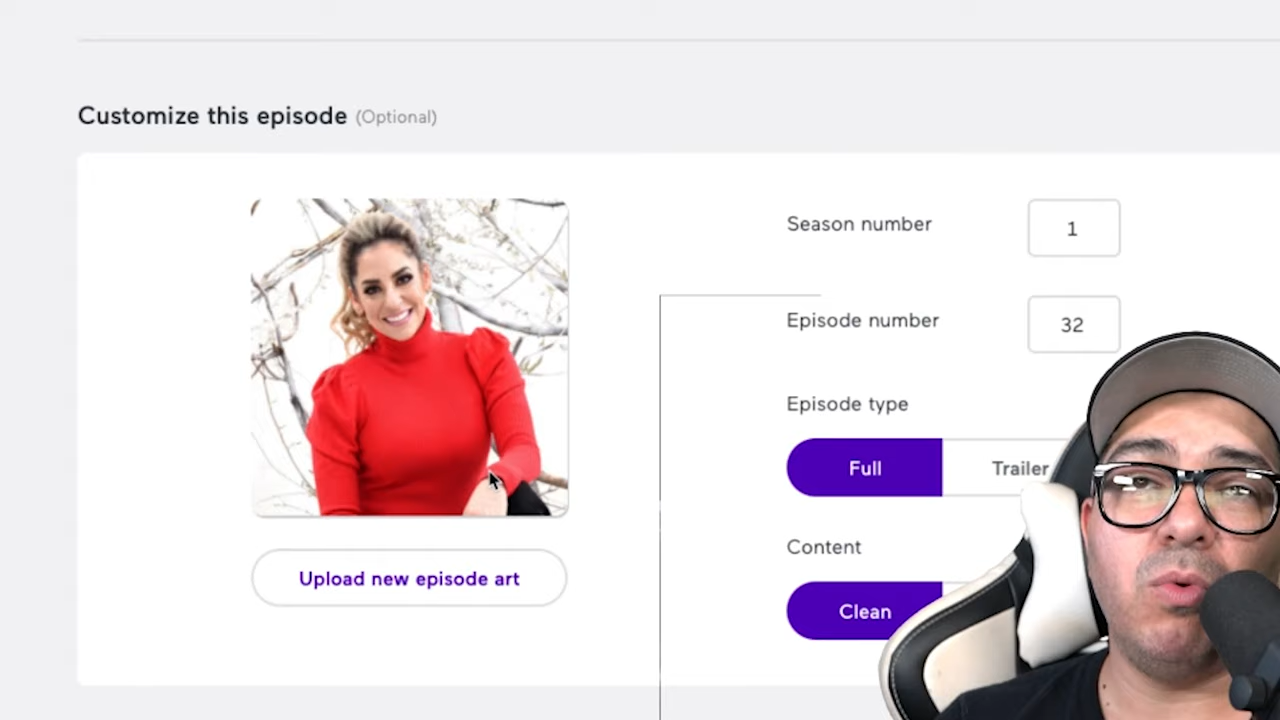 Customize this episode (Optional)
Season number 1
Episode number 32
Episode type
Full Trailer
Content
Clean
Upload new episode art